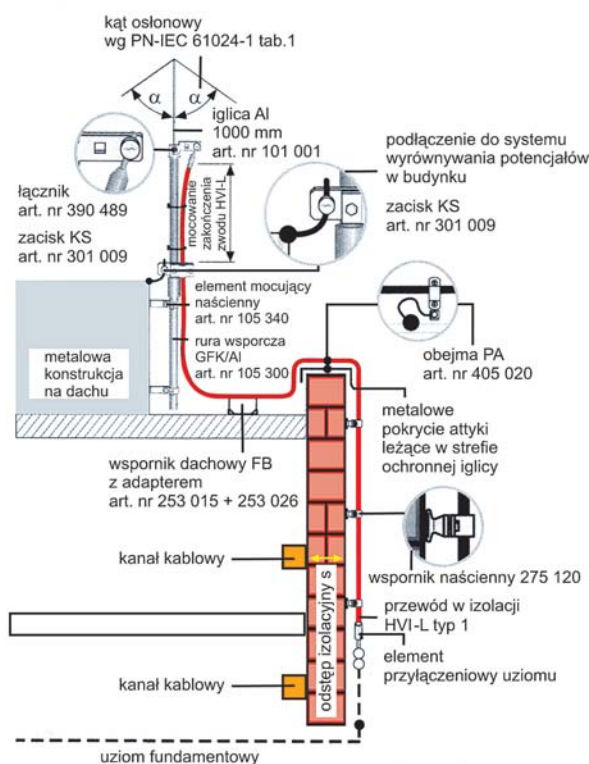 kąt osłonowy
wg PN-IEC 61024-1 tab.1
α α
iglica Al
1000 mm
art. nr 101 001
podłączenie do systemu
wyrównywania potencjałów
w budynku
zacisk KS
art. nr 301 009
łącznik
art. nr 390 489
zacisk KS
art. nr 301 009
mocowanie
zakończenia
zwodu HVI-L
element mocujący
naścienny
art. nr 105 340
rura wsporcza
GFK/Al
art. nr 105 300
metalowa
konstrukcja
na dachu
obejma PA
art. nr 405 020
metalowe
pokrycie attyki
leżące w strefie
ochronnej iglicy
wspornik dachowy FB
z adapterem
art. nr 253 015 + 253 026
kanał kablowy
odstęp izolacyjny s
wspornik naścienny 275 120
przewód w izolacji
HVI-L typ 1
element
przyłączeniowy uziomu
kanał kablowy
uziom fundamentowy